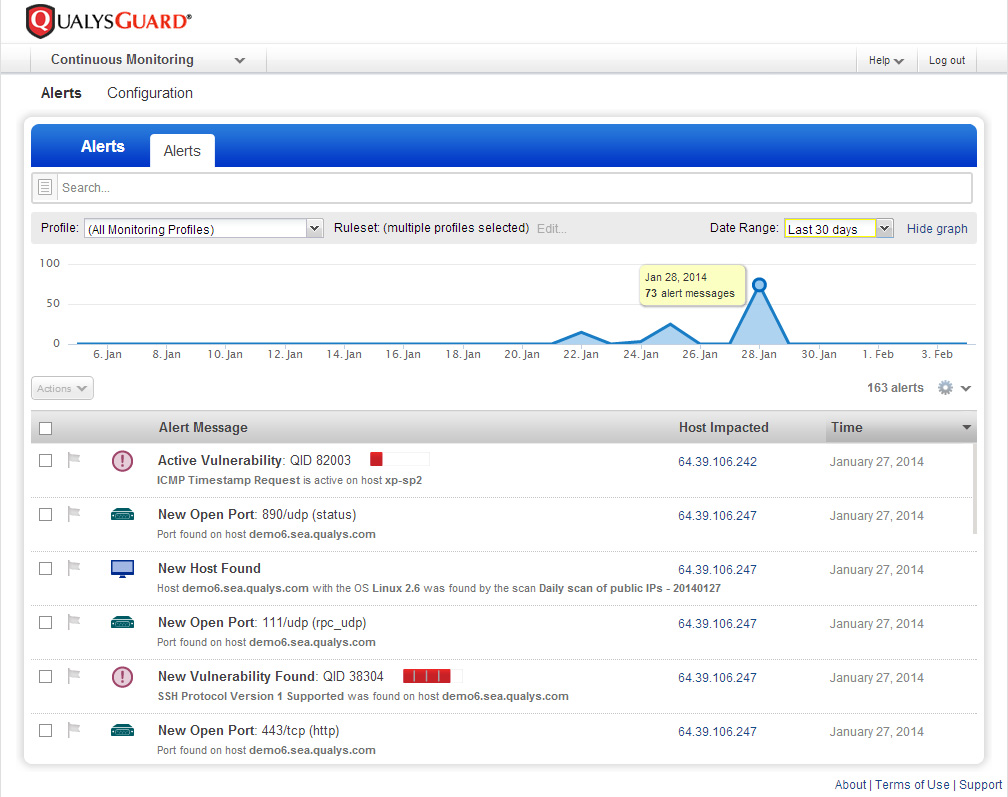 QUALYSGUARD®
Continuous Monitoring Help Log out
Alerts Configuration
Alerts Alerts
Search...
Profile: (All Monitoring Profiles) Ruleset: (multiple profiles selected) Edit... Date Range: Last 30 days Hide graph
100
Jan 28, 2014
73 alert messages
50
0
6. Jan 8. Jan 10. Jan 12. Jan 14. Jan 16. Jan 18. Jan 20. Jan 22. Jan 24. Jan 26. Jan 28. Jan 30. Jan 1. Feb 3. Feb
Actions 163 alerts
Alert Message Host Impacted Time
Active Vulnerability: QID 82003 64.39.106.242 January 27, 2014
ICMP Timestamp Request is active on host xp-sp2
New Open Port: 890/udp (status) 64.39.106.247 January 27, 2014
Port found on host demo6.sea.qualys.com
New Host Found 64.39.106.247 January 27, 2014
Host demo6.sea.qualys.com with the OS Linux 2.6 was found by the scan Daily scan of public IPs - 20140127
New Open Port: 111/udp (rpc_udp) 64.39.106.247 January 27, 2014
Port found on host demo6.sea.qualys.com
New Vulnerability Found: QID 38304 64.39.106.247 January 27, 2014
SSH Protocol Version 1 Supported was found on host demo6.sea.qualys.com
New Open Port: 443/tcp (http) 64.39.106.247 January 27, 2014
Port found on host demo6.sea.qualys.com
About | Terms of Use | Support